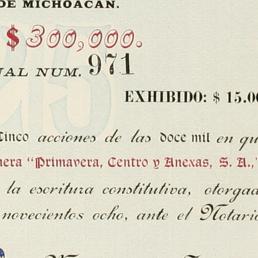 DE MICHOACAN.
$300,000.
NUM. 971
EXHIBIDO: $ 15.00
Cinco acciones de las doce mil en qu
"Primavera, Centro y Anexas, S. A.,"
la escritura constitutiva, otorgad
novecientos ocho, ante el Notari